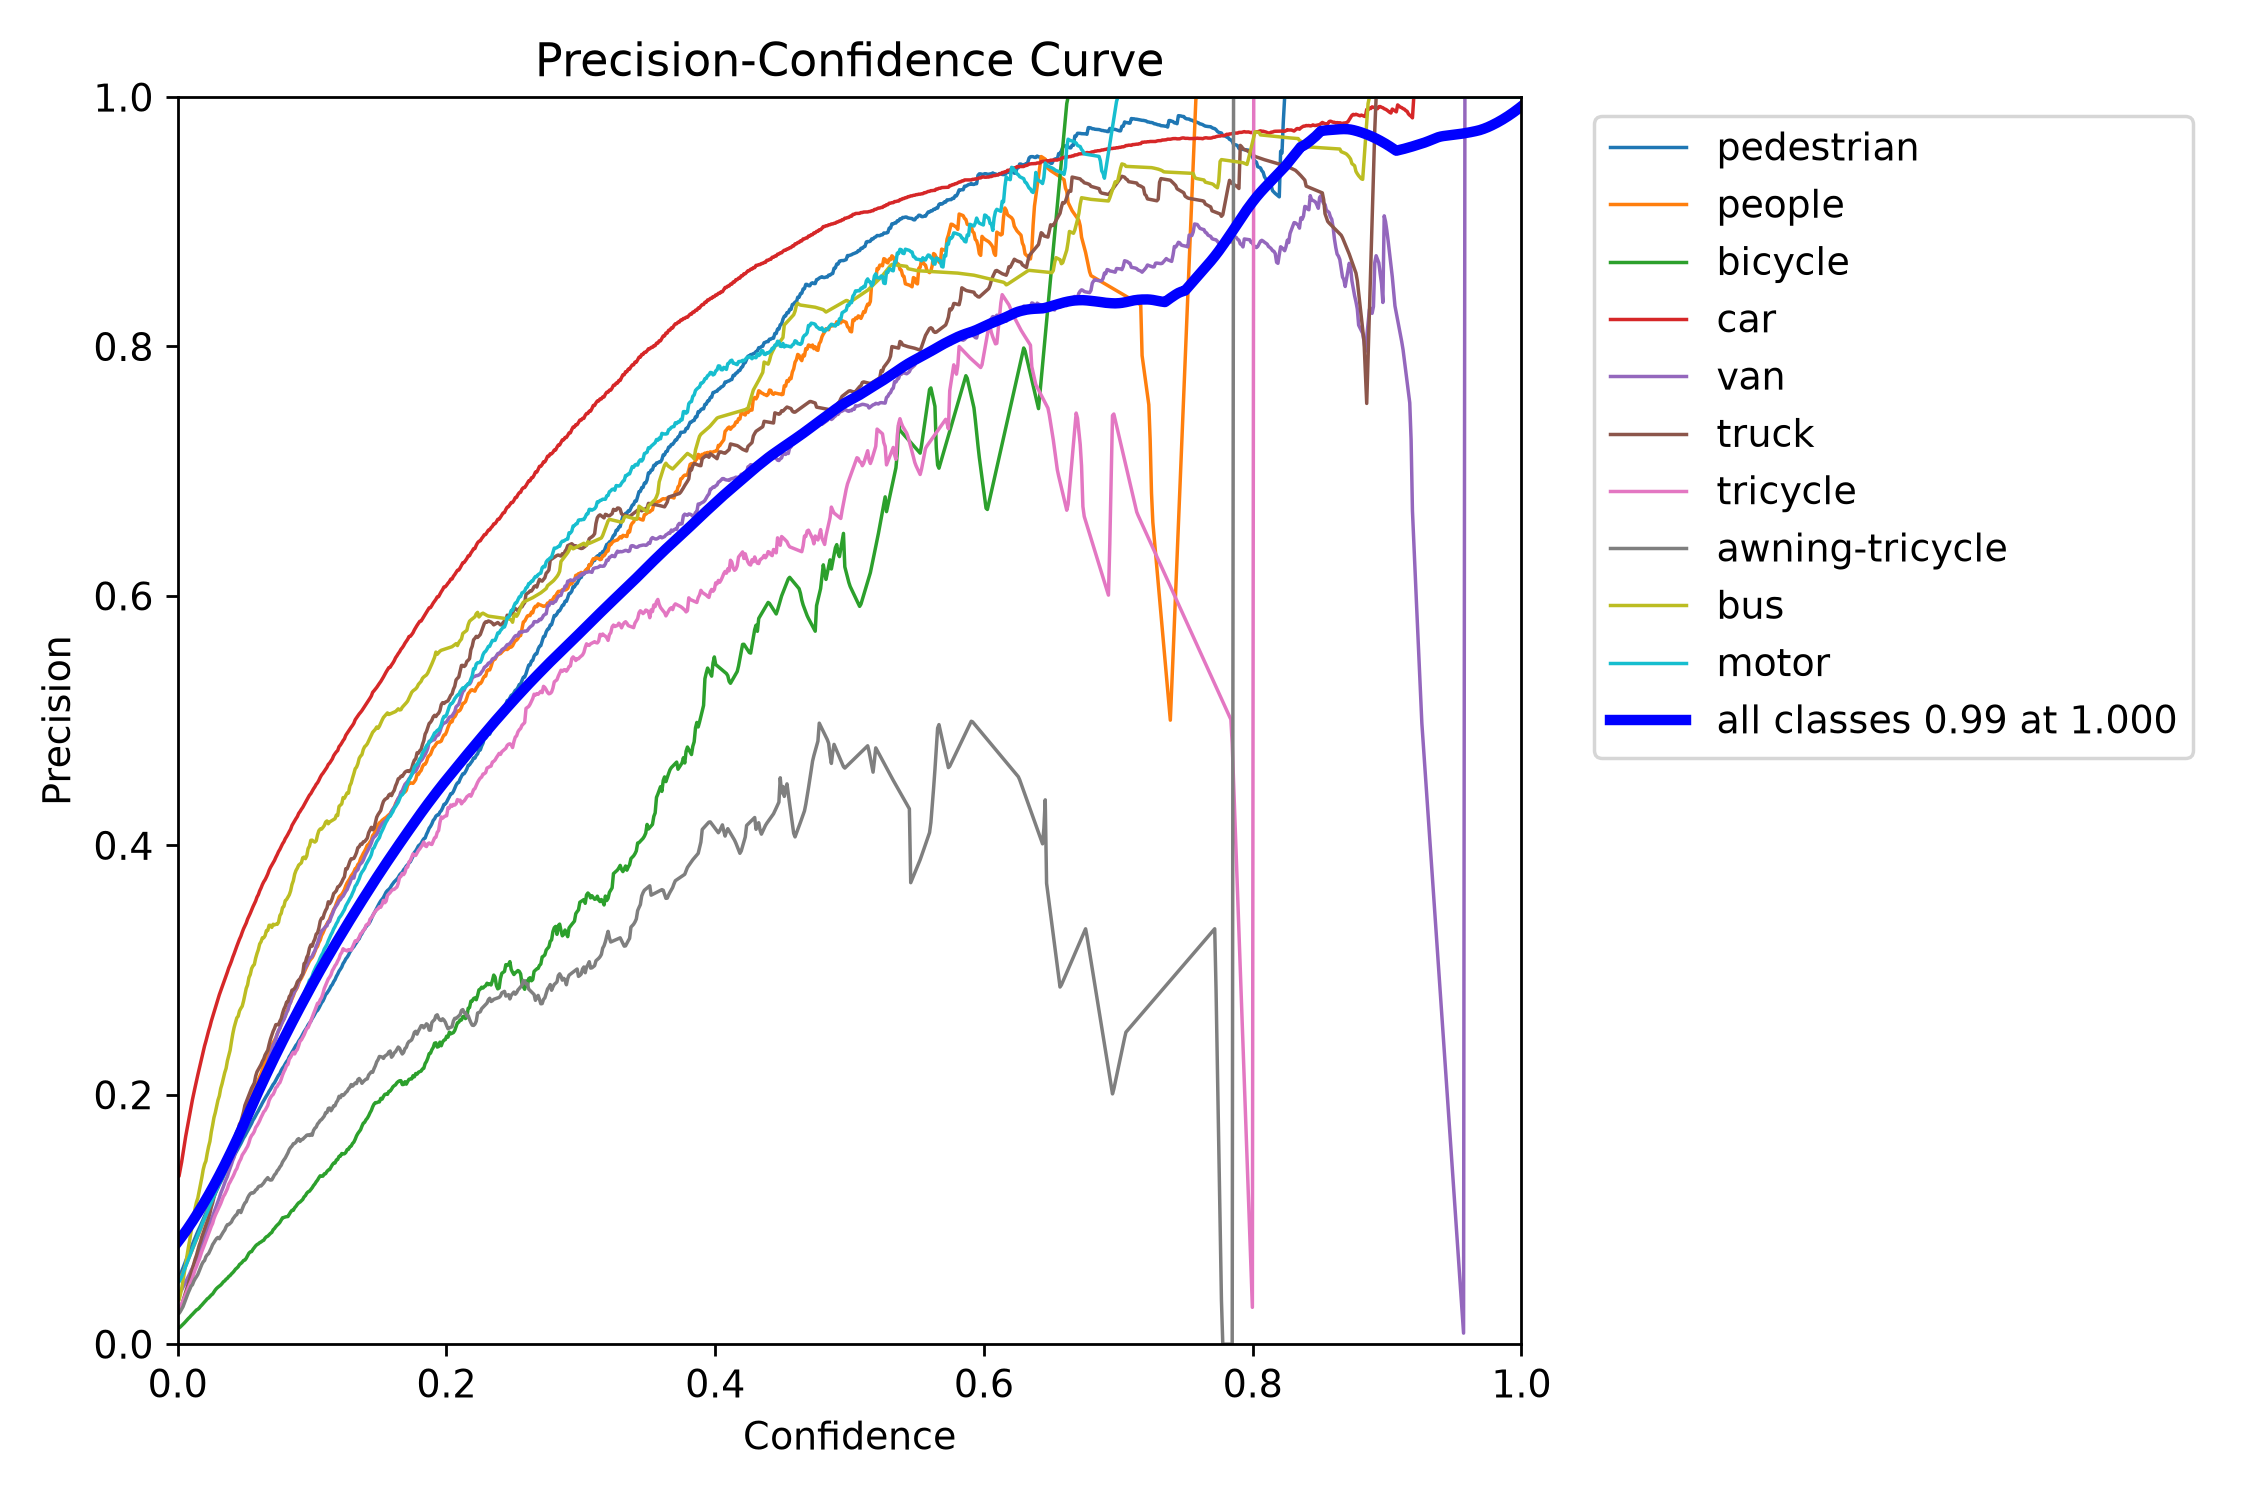 Precision-Confidence Curve
1.0
0.8
0.6
0.4
0.2
0.0
Precision
0.0 0.2 0.4 0.6 0.8 1.0
Confidence
pedestrian
people
bicycle
car
van
truck
tricycle
awning-tricycle
bus
motor
all classes 0.99 at 1.000